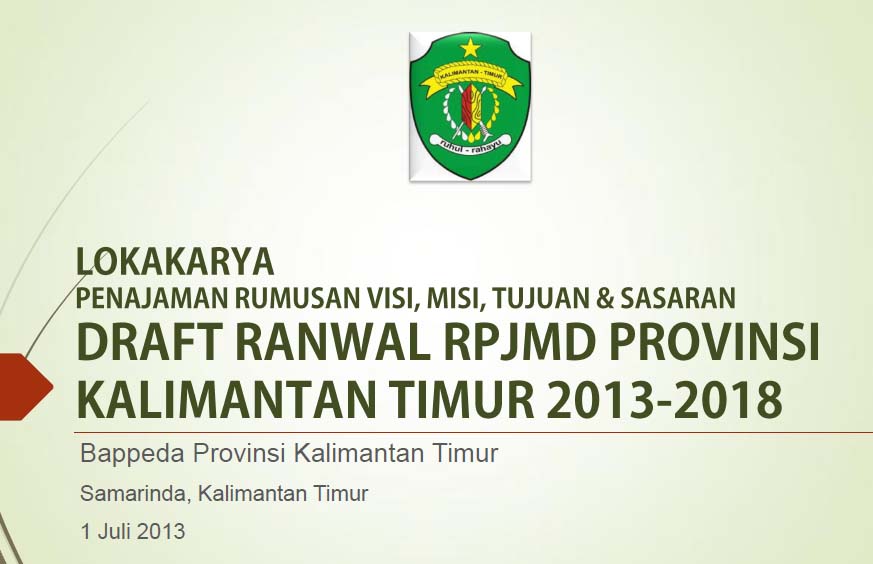 KALIMANTAN - TIMUR
ruhui - rahayu
LOKAKARYA
PENAJAMAN RUMUSAN VISI, MISI, TUJUAN & SASARAN
DRAFT RANWAL RPJMD PROVINSI
KALIMANTAN TIMUR 2013-2018
Bappeda Provinsi Kalimantan Timur
Samarinda, Kalimantan Timur
1 Juli 2013